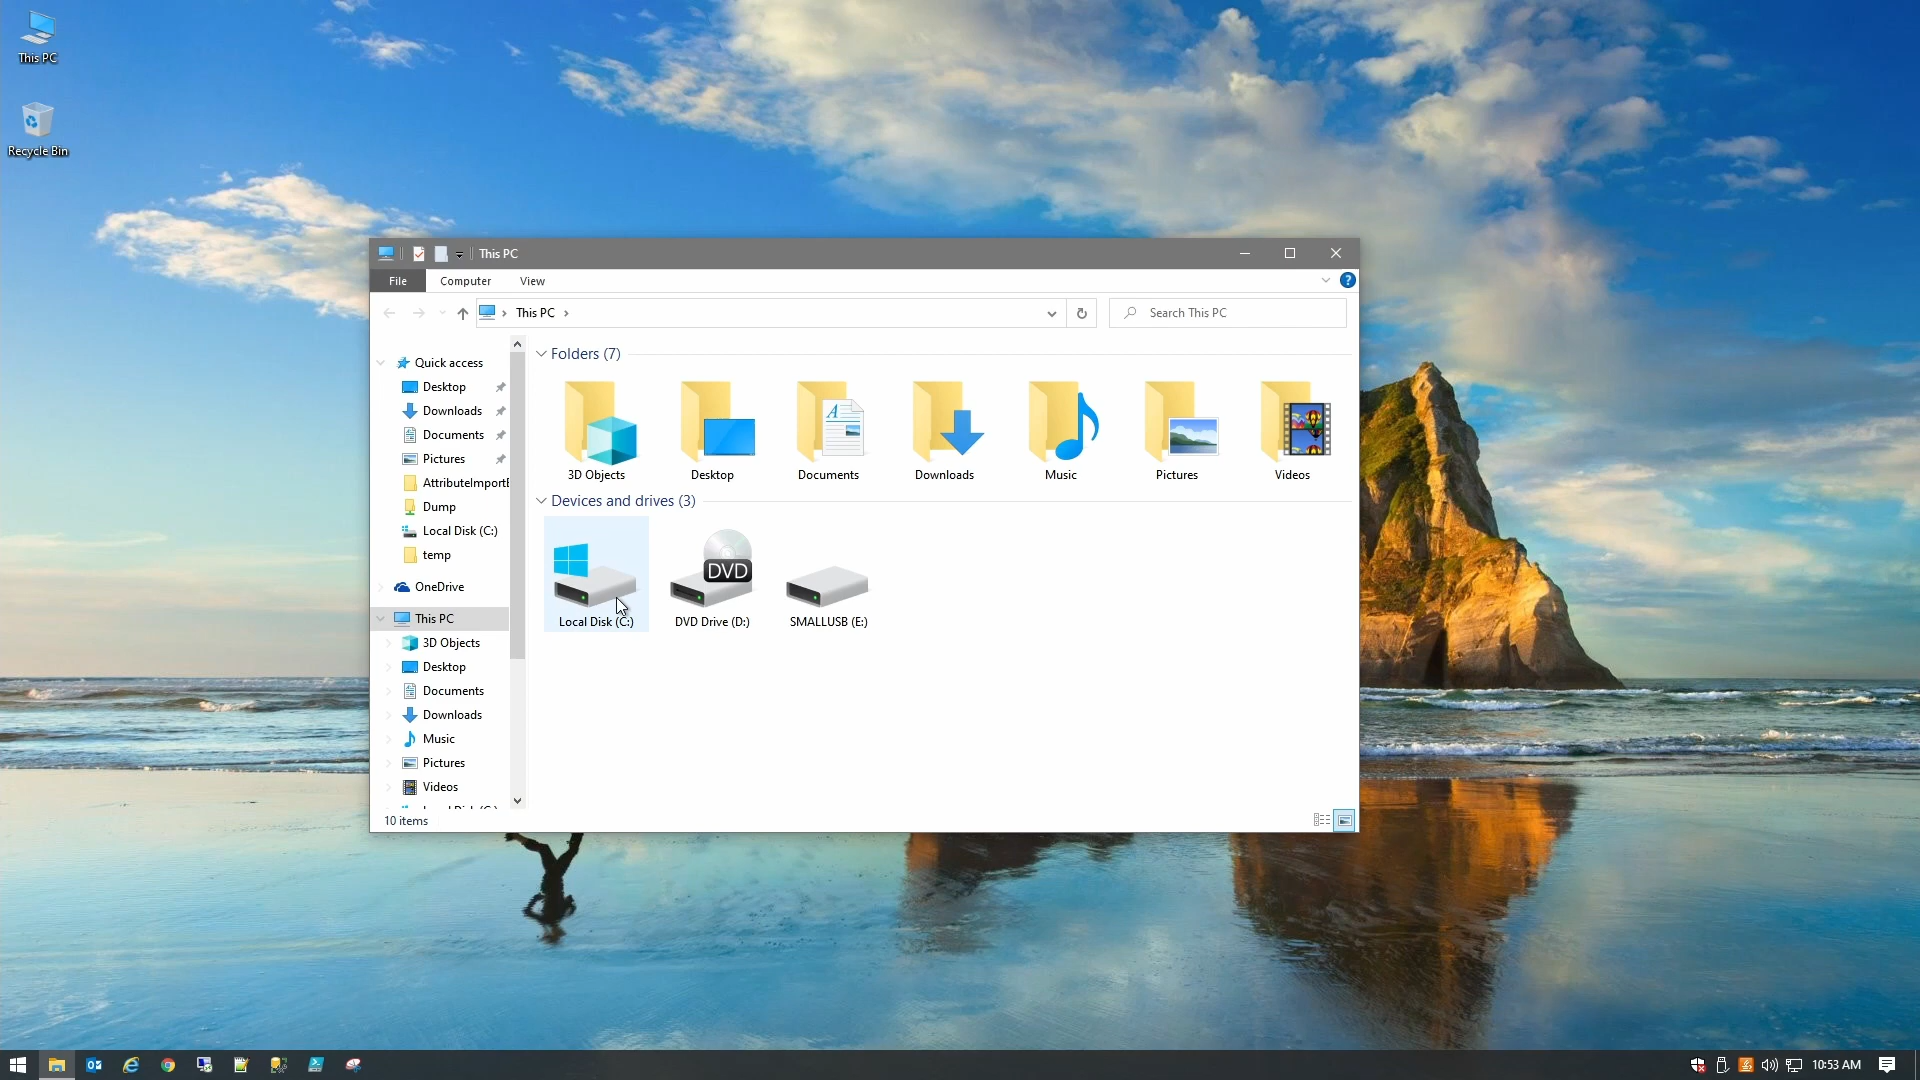 This PC
Recycle Bin
This PC
File
Computer
View
?
This PC
Search This PC
Quick access
Desktop
Downloads
Documents
Pictures
AttributeImportE
Dump
Local Disk (C:)
temp
OneDrive
This PC
3D Objects
Desktop
Documents
Downloads
Music
Pictures
Videos
Local Disk (C:)
Folders (7)
3D Objects
Desktop
A
Documents
Downloads
Music
Pictures
Videos
Devices and drives (3)
Local Disk (C:)
DVD
DVD Drive (D:)
SMALLUSB (E:)
10 items
10:53 AM